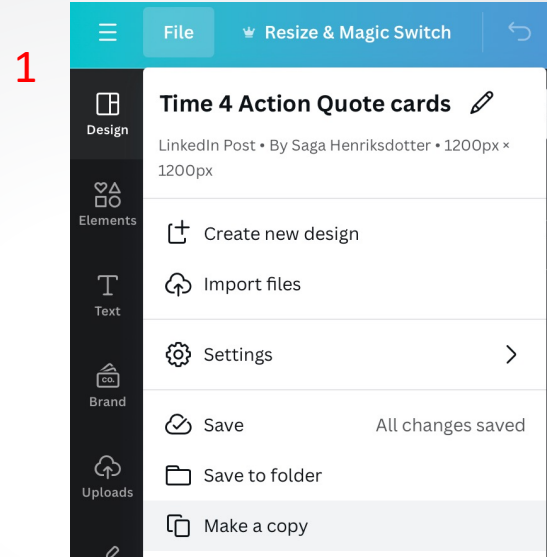 1
File
Resize & Magic Switch
Design
Elements
Text
CO.
Brand
Uploads
Time 4 Action Quote cards
LinkedIn Post • By Saga Henriksdotter • 1200px ×
1200px
Create new design
Import files
Settings
Save All changes saved
Save to folder
Make a copy